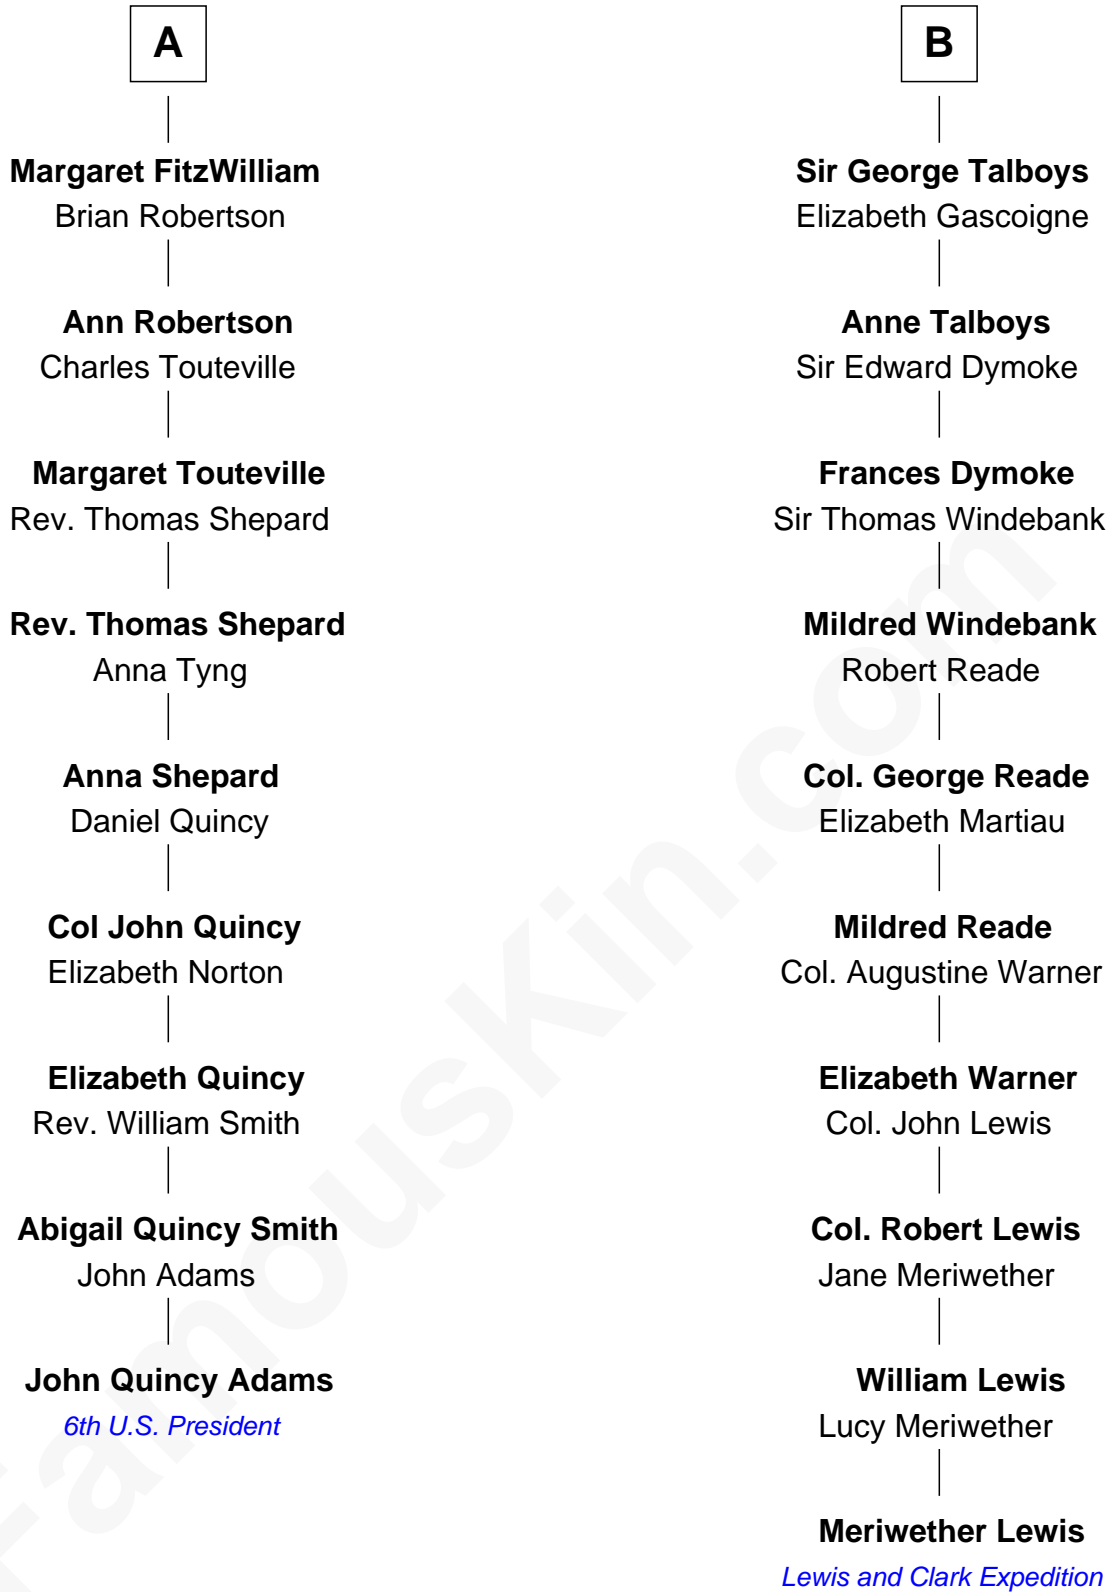 A
Margaret FitzWilliam
Brian Robertson
Ann Robertson
Charles Touteville
Margaret Touteville
Rev. Thomas Shepard
Rev. Thomas Shepard
Anna Tyng
Anna Shepard
Daniel Quincy
Col John Quincy
Elizabeth Norton
Elizabeth Quincy
Rev. William Smith
Abigail Quincy Smith
John Adams
John Quincy Adams
6th U.S. President
B
Sir George Talboys
Elizabeth Gascoigne
Anne Talboys
Sir Edward Dymoke
Frances Dymoke
Sir Thomas Windebank
Mildred Windebank
Robert Reade
Col. George Reade
Elizabeth Martiau
Mildred Reade
Col. Augustine Warner
Elizabeth Warner
Col. John Lewis
Col. Robert Lewis
Jane Meriwether
William Lewis
Lucy Meriwether
Meriwether Lewis
Lewis and Clark Expedition
FamousKin.com